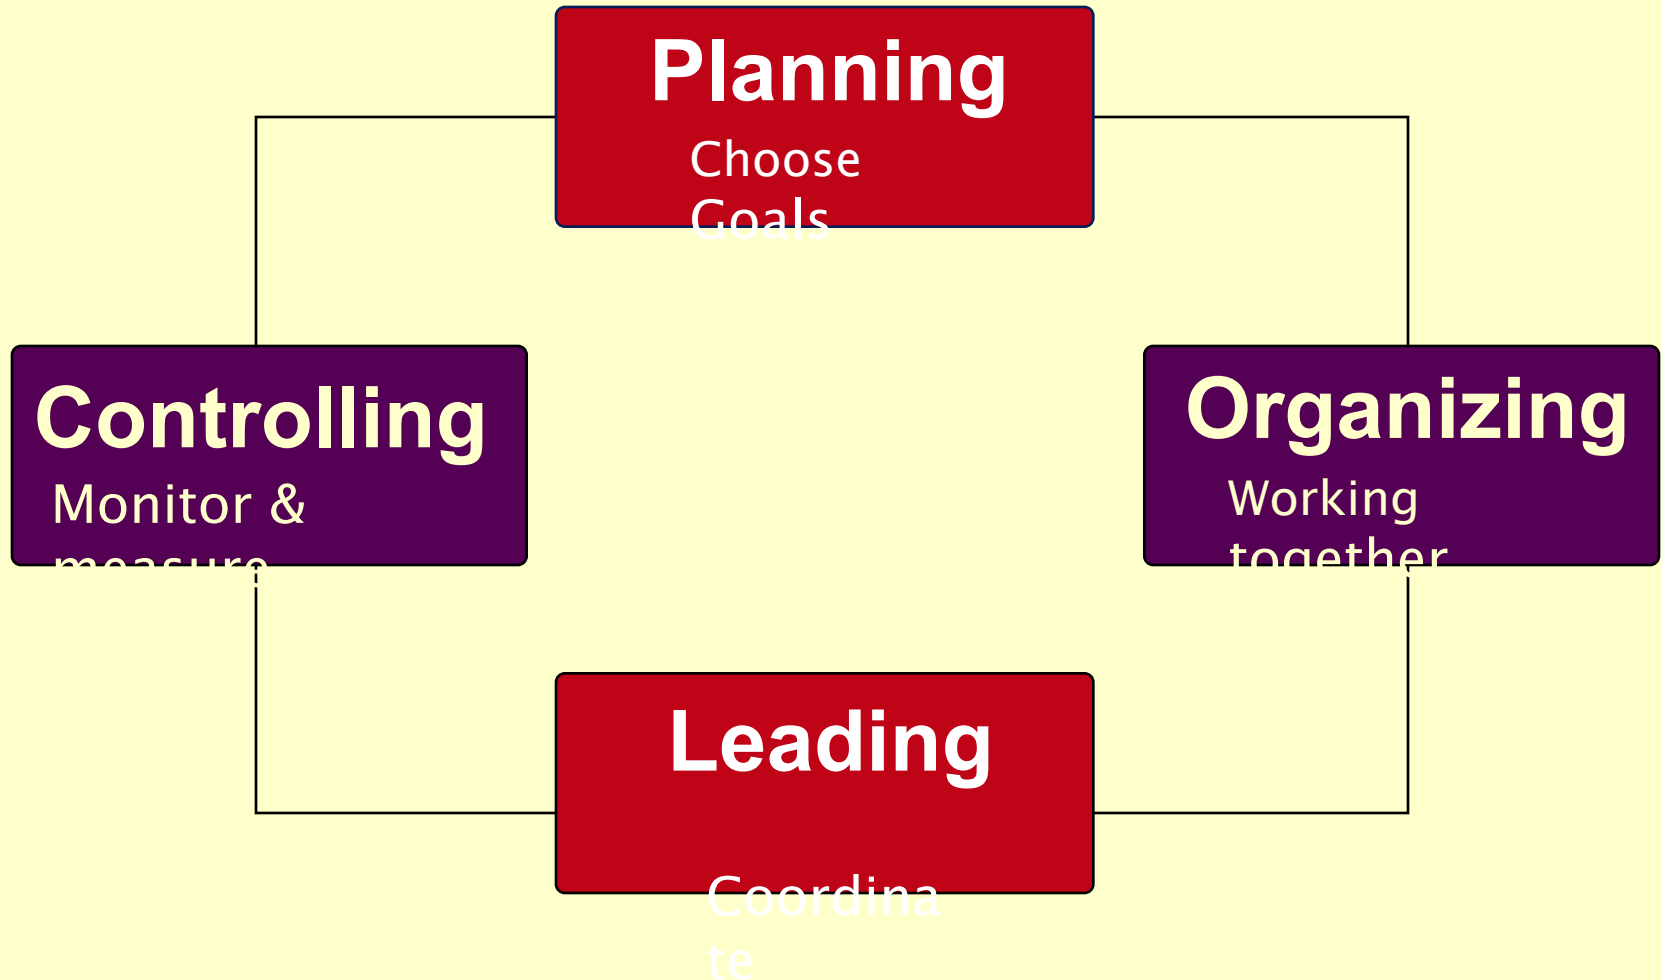 Planning
Choose
Goals
Controlling
Monitor &
measure
Organizing
Working
together
Leading
Coordina
te